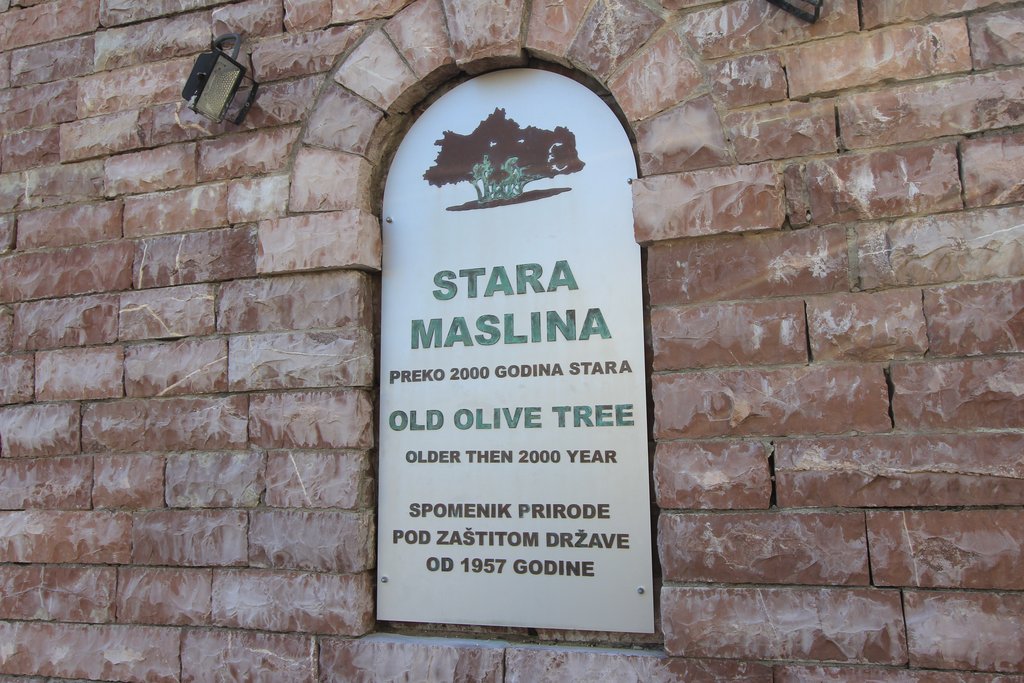 STARA
MASLINA
PREKO 2000 GODINA STARA
OLD OLIVE TREE
OLDER THEN 2000 YEAR
SPOMENIK PRIRODE
POD ZAŠTITOM DRŽAVE
OD 1957 GODINE